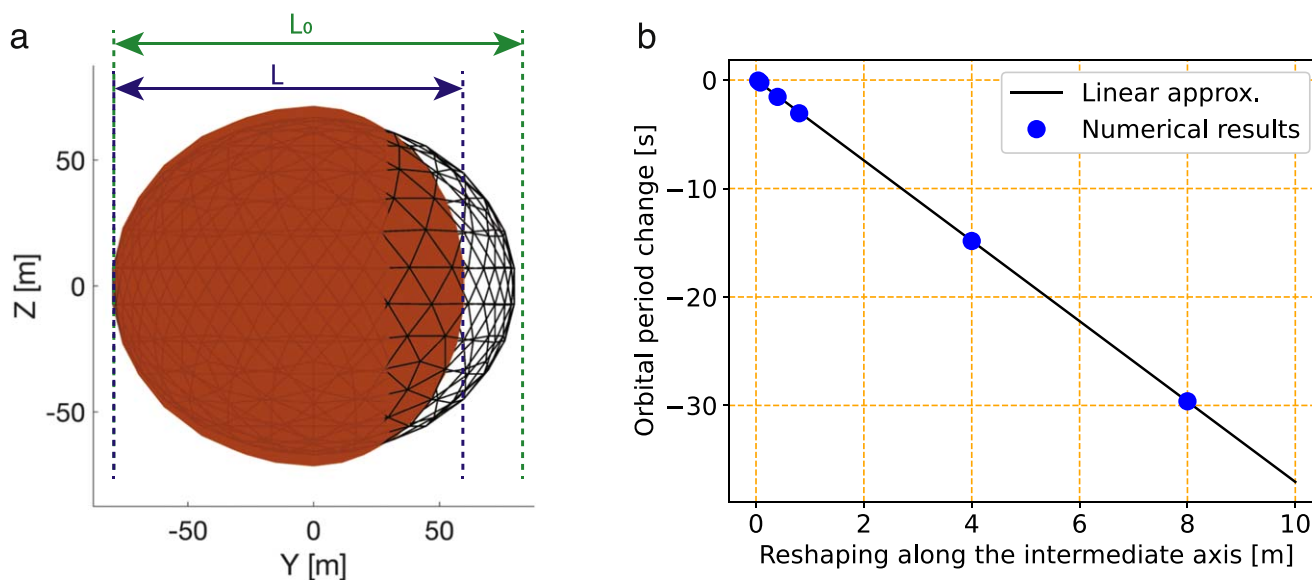 a
L₀
L
50
0
-50
Z [m]
-50
0
50
Y [m]
b
Linear approx.
Numerical results
0
−10
−20
−30
Orbital period change [s]
0
2
4
6
8
10
Reshaping along the intermediate axis [m]